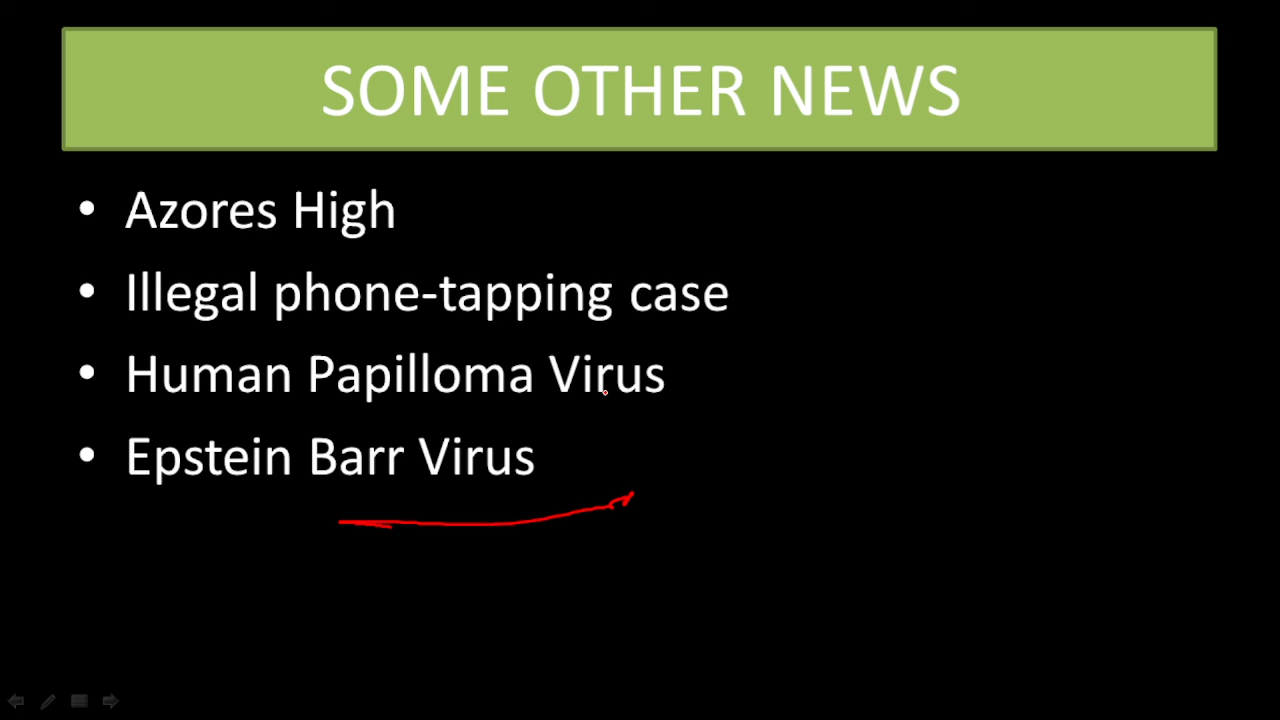 SOME OTHER NEWS
• Azores High
• Illegal phone-tapping case
• Human Papilloma Virus
• Epstein Barr Virus